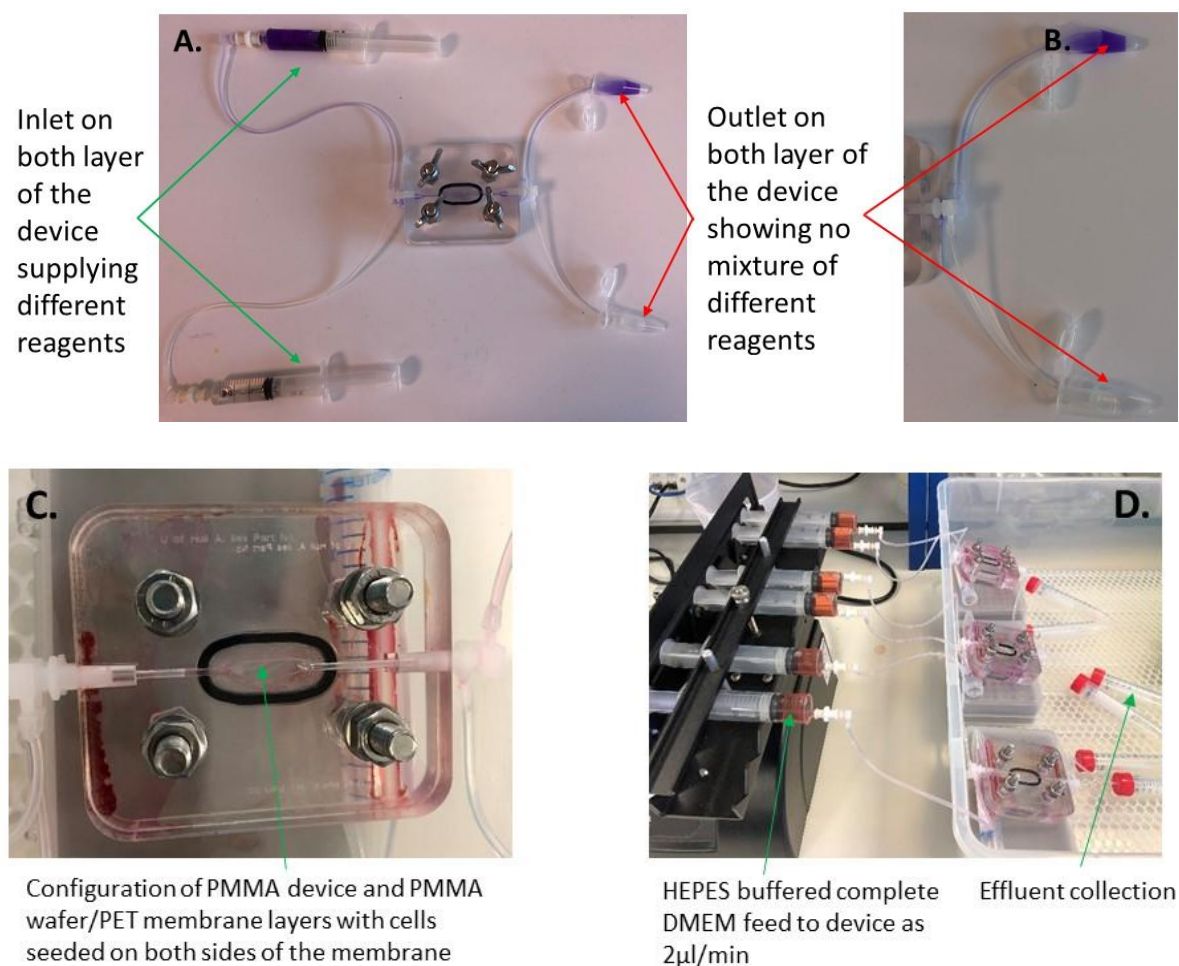 A.
B.
Inlet on
both layer
of the
device
supplying
different
reagents
Outlet on
both layer of
the device
showing no
mixture of
different
reagents
C.
D.
Configuration of PMMA device and PMMA
wafer/PET membrane layers with cells
seeded on both sides of the membrane
HEPES buffered complete
DMEM feed to device as
2µl/min
Effluent collection